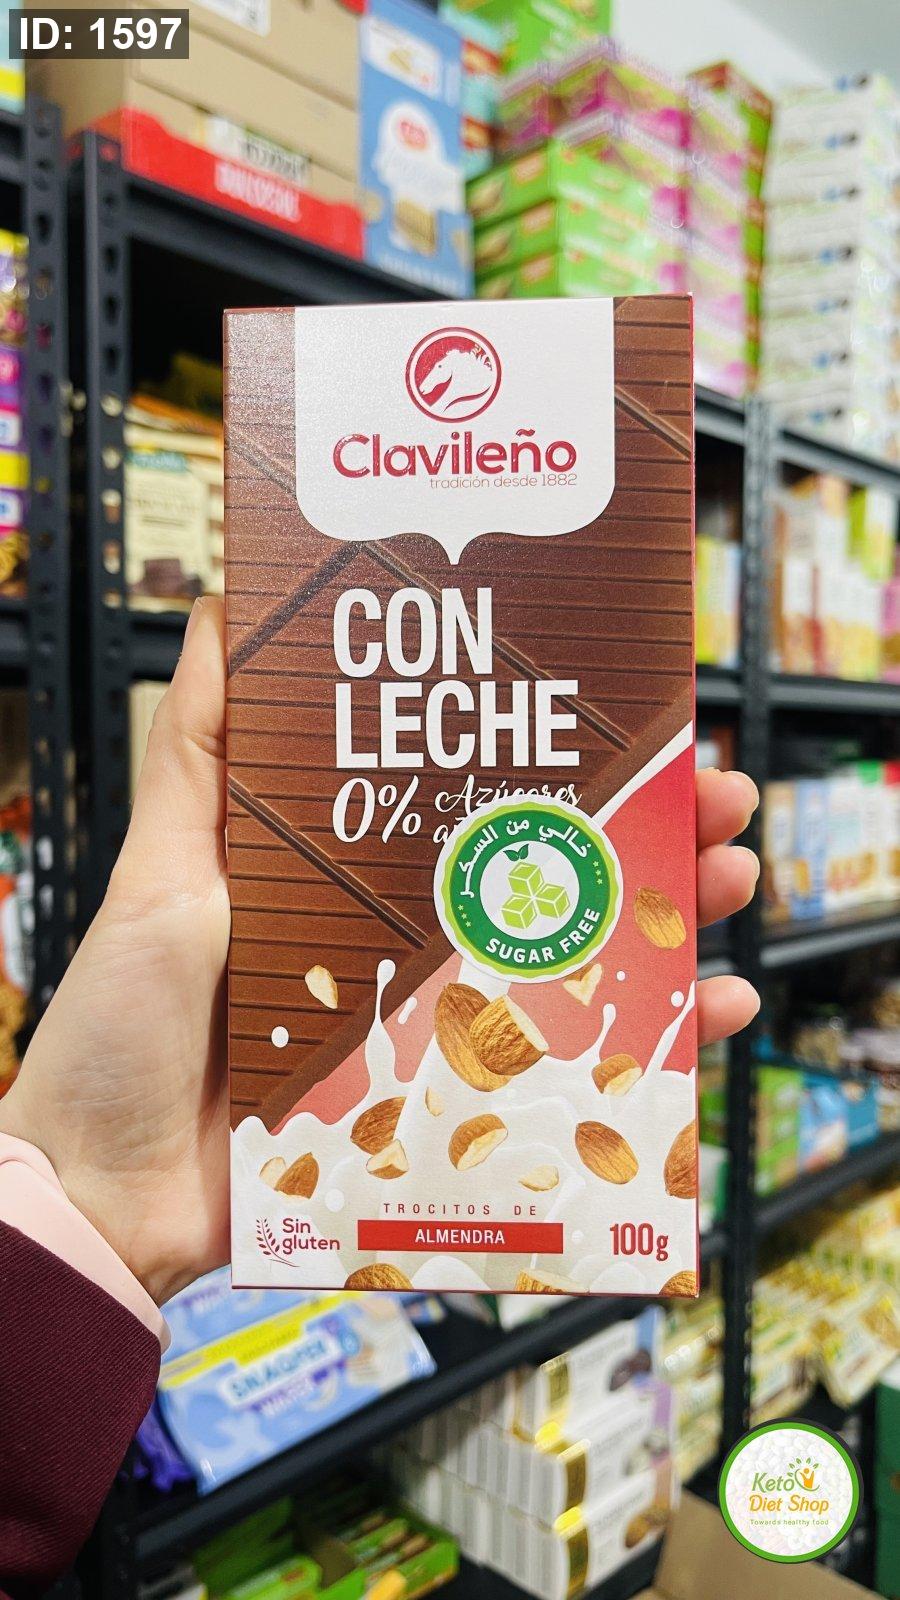 ID: 1597
Clavileño
tradición desde 1882
CON
LECHE
0% Azúcares
خالي من السكر
SUGAR FREE
TROCITOS DE
ALMENDRA
Sin
gluten
100g
Keto
Diet Shop
Towards healthy food